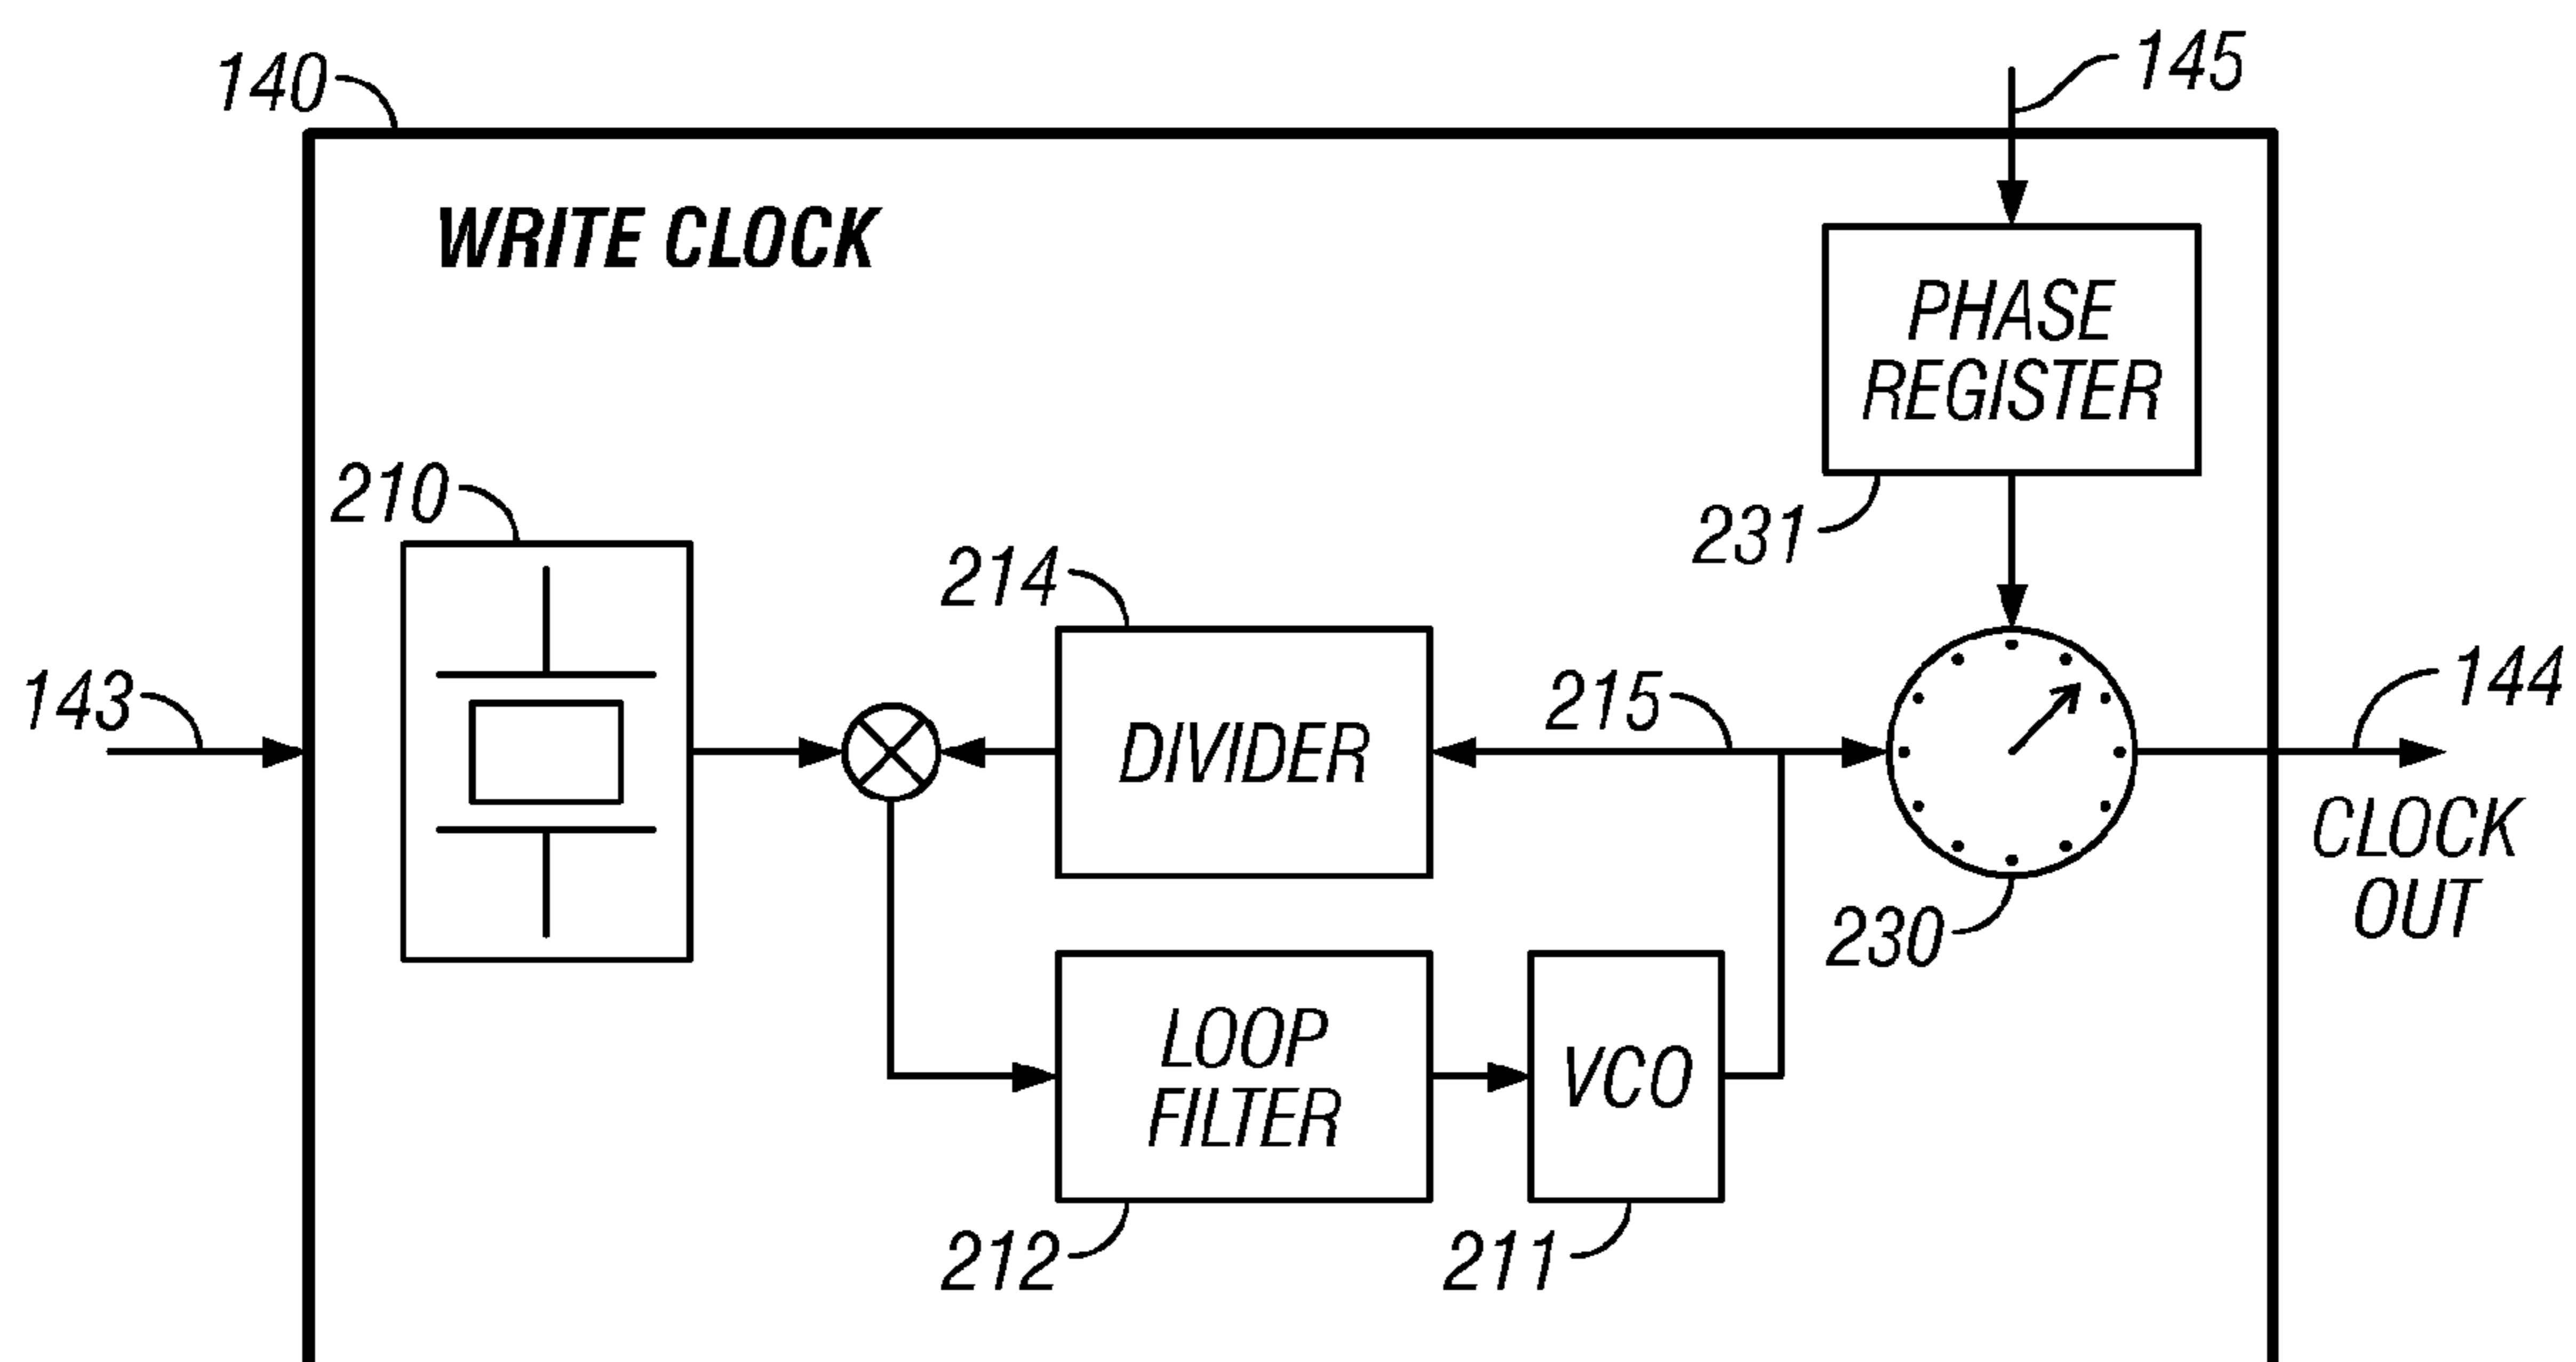 140
145
WRITE CLOCK
PHASE
REGISTER
210
231
214
143
215
144
DIVIDER
CLOCK
OUT
230
LOOP
FILTER
VCO
212
211